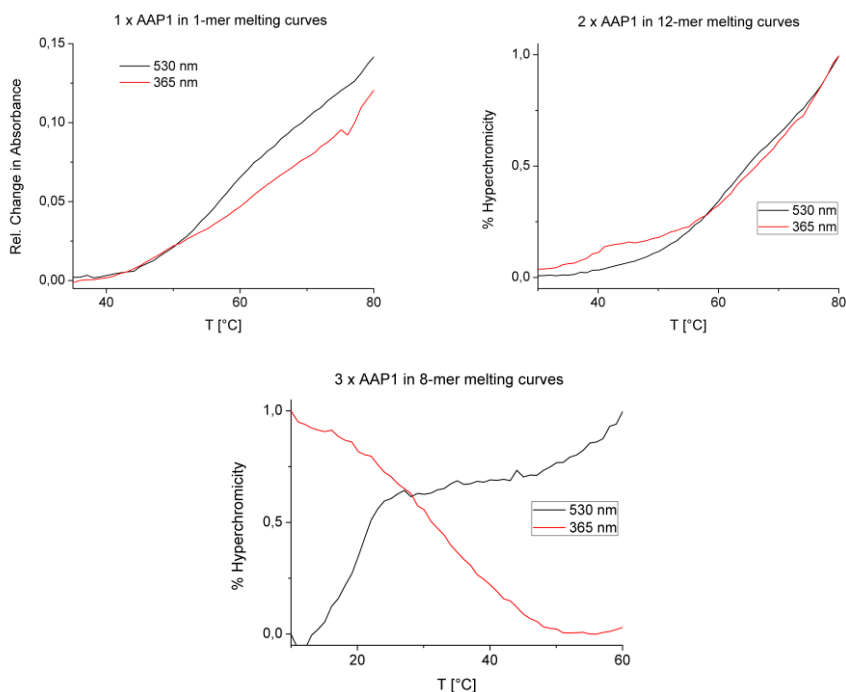 1 x AAP1 in 1-mer melting curves
0,15
0,10
0,05
0,00
Rel. Change in Absorbance
530 nm
365 nm
40
60
80
T [°C]
2 x AAP1 in 12-mer melting curves
1,0
0,5
0,0
% Hyperchromicity
530 nm
365 nm
40
60
80
T [°C]
3 x AAP1 in 8-mer melting curves
1,0
0,5
0,0
% Hyperchromicity
530 nm
365 nm
20
40
60
T [°C]